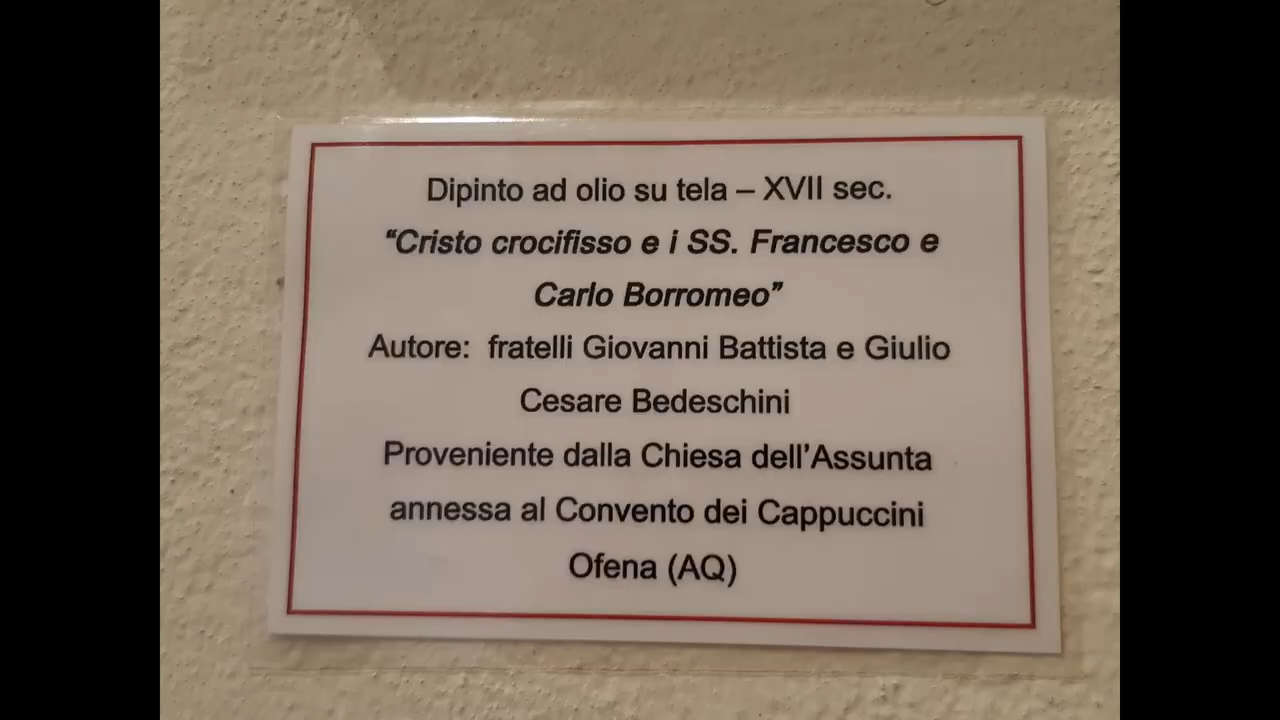 Dipinto ad olio su tela – XVII sec.
“Cristo crocifisso e i SS. Francesco e
Carlo Borromeo”
Autore:  fratelli Giovanni Battista e Giulio
Cesare Bedeschini
Proveniente dalla Chiesa dell’Assunta
annessa al Convento dei Cappuccini
Ofena (AQ)